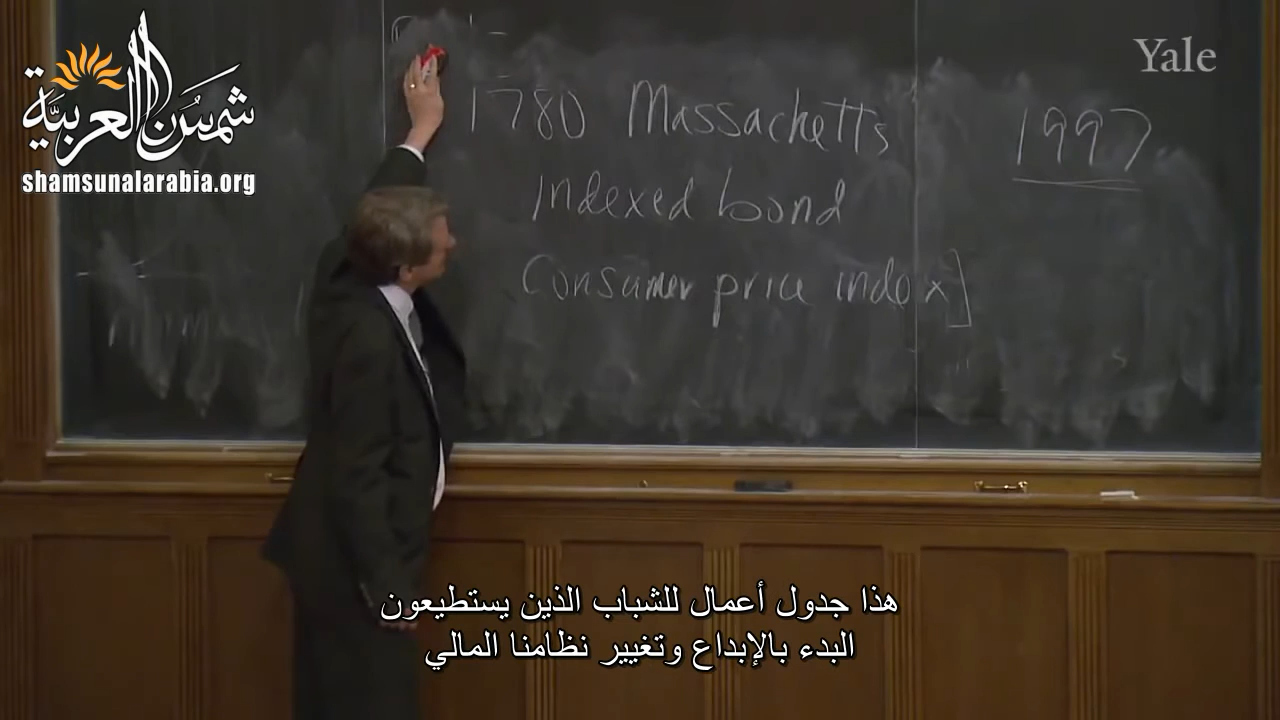 شمسُنا العربيّة
shamsunalarabia.org
Yale
1780 Massachetts
1997
Indexed bond
Consumer price index]
هذا جدول أعمال للشباب الذين يستطيعون
البدء بالإبداع وتغيير نظامنا المالي